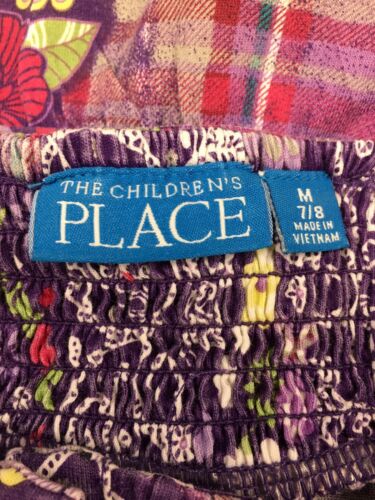 THE CHILDREN'S
PLACE
M
7/8
MADE IN
VIETNAM